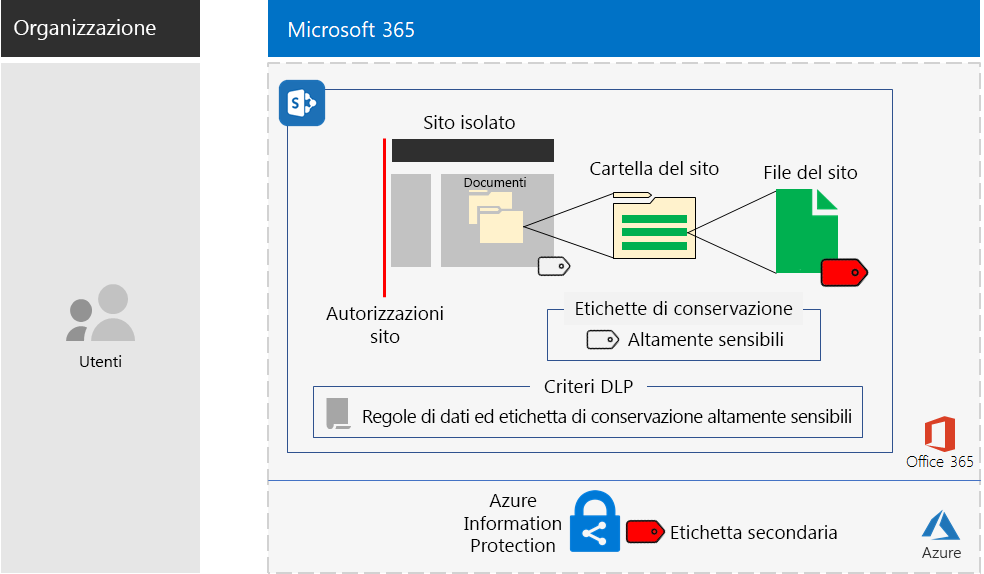 Organizzazione
Microsoft 365
S
Sito isolato
Cartella del sito
File del sito
Documenti
Autorizzazioni
sito
Etichette di conservazione
Altamente sensibili
Utenti
Criteri DLP
Regole di dati ed etichetta di conservazione altamente sensibili
Office 365
Azure
Information
Protection
Etichetta secondaria
Azure